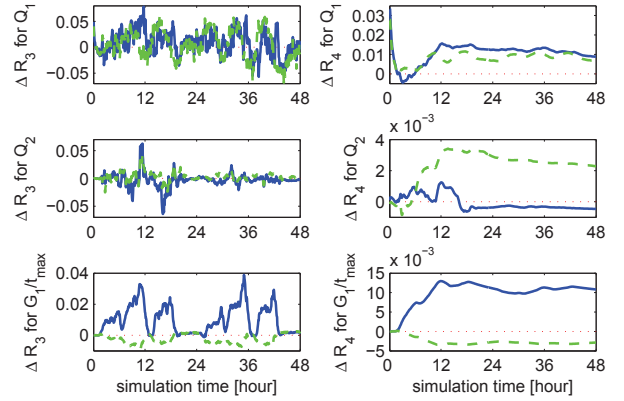 Δ R3 for Q1
0.05
0
−0.05
0 12 24 36 48
Δ R4 for Q1
0.03
0.02
0.01
0
0 12 24 36 48
Δ R3 for Q2
0.05
0
−0.05
0 12 24 36 48
Δ R4 for Q2
x 10−3
4
2
0
0 12 24 36 48
Δ R3 for G1/tmax
0.04
0.02
0
0 12 24 36 48
simulation time [hour]
Δ R4 for G1/tmax
x 10−3
15
10
5
0
−5
0 12 24 36 48
simulation time [hour]